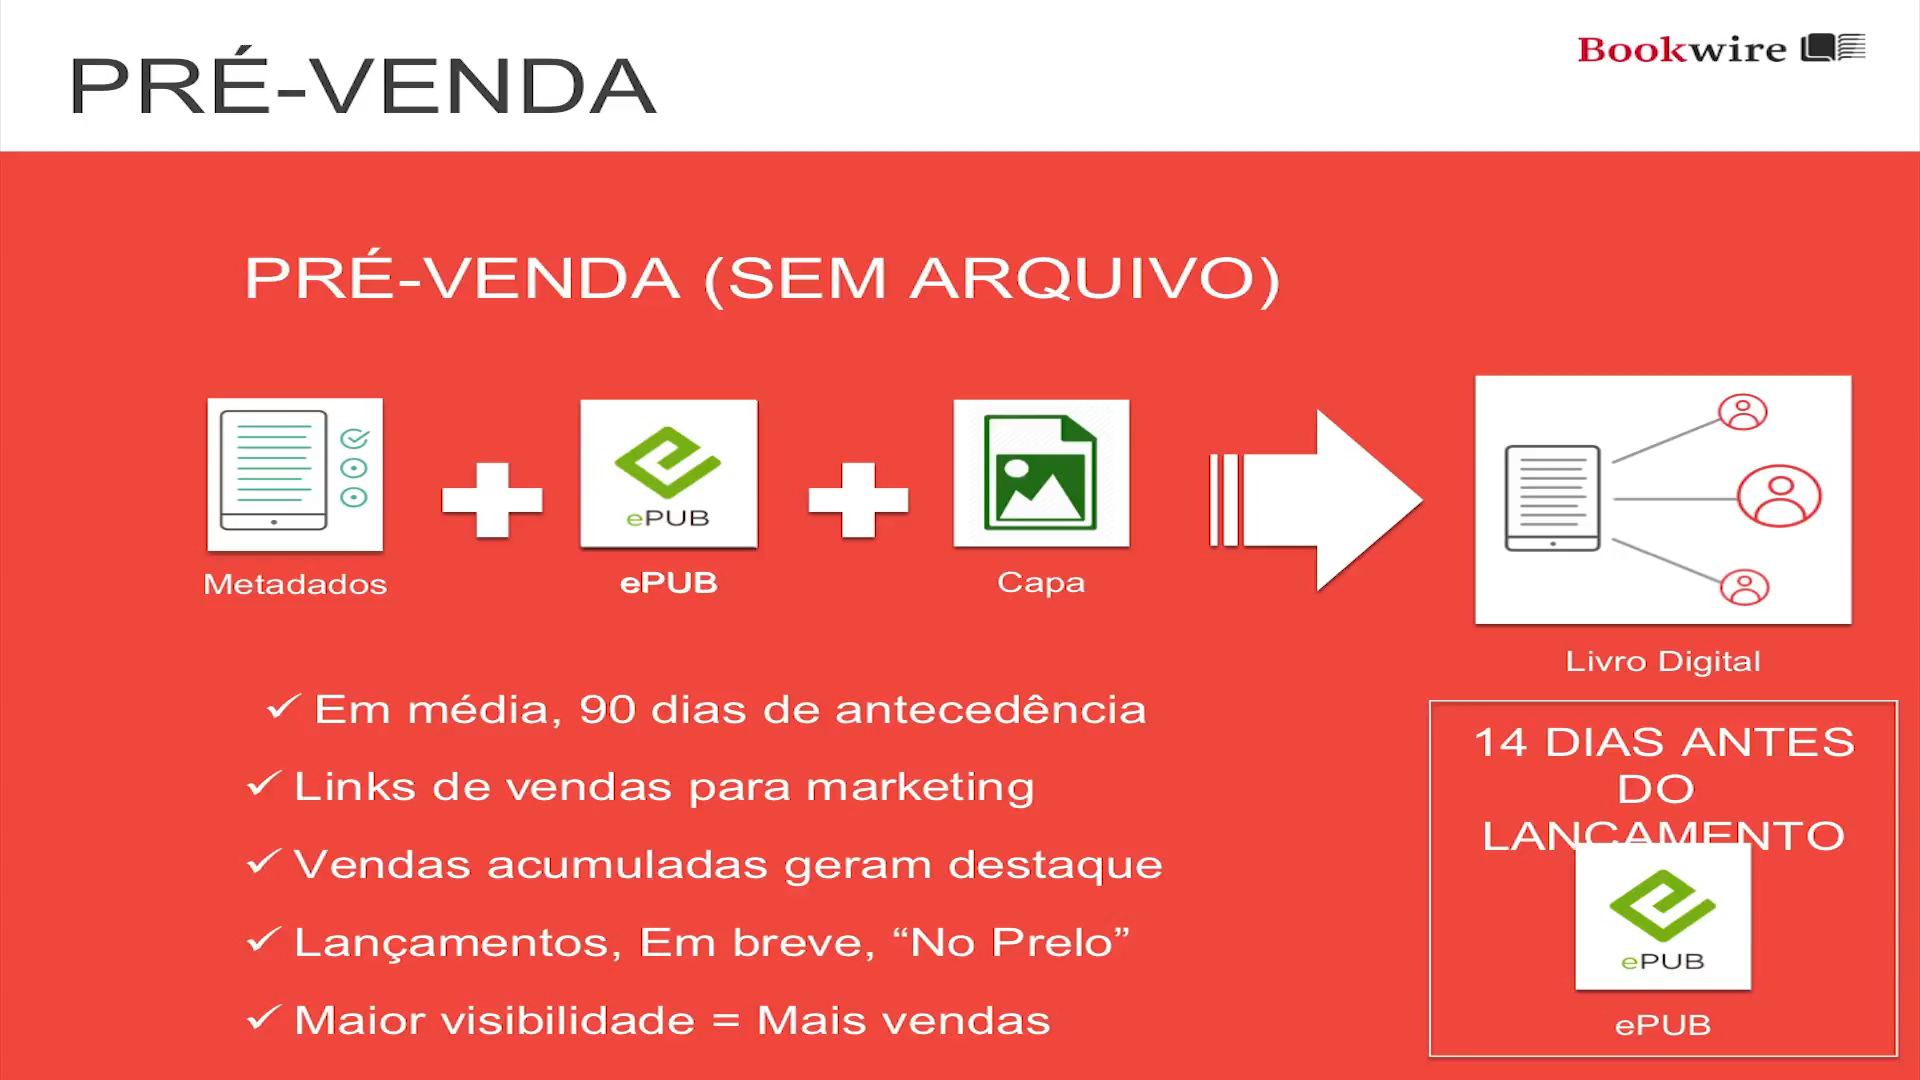 PRÉ-VENDA
Bookwire
PRÉ-VENDA (SEM ARQUIVO)
ePUB
Metadados
ePUB
Capa
Livro Digital
Em média, 90 dias de antecedência
Links de vendas para marketing
Vendas acumuladas geram destaque
Lançamentos, Em breve, “No Prelo”
Maior visibilidade = Mais vendas
14 DIAS ANTES
DO
LANÇAMENTO
ePUB
ePUB